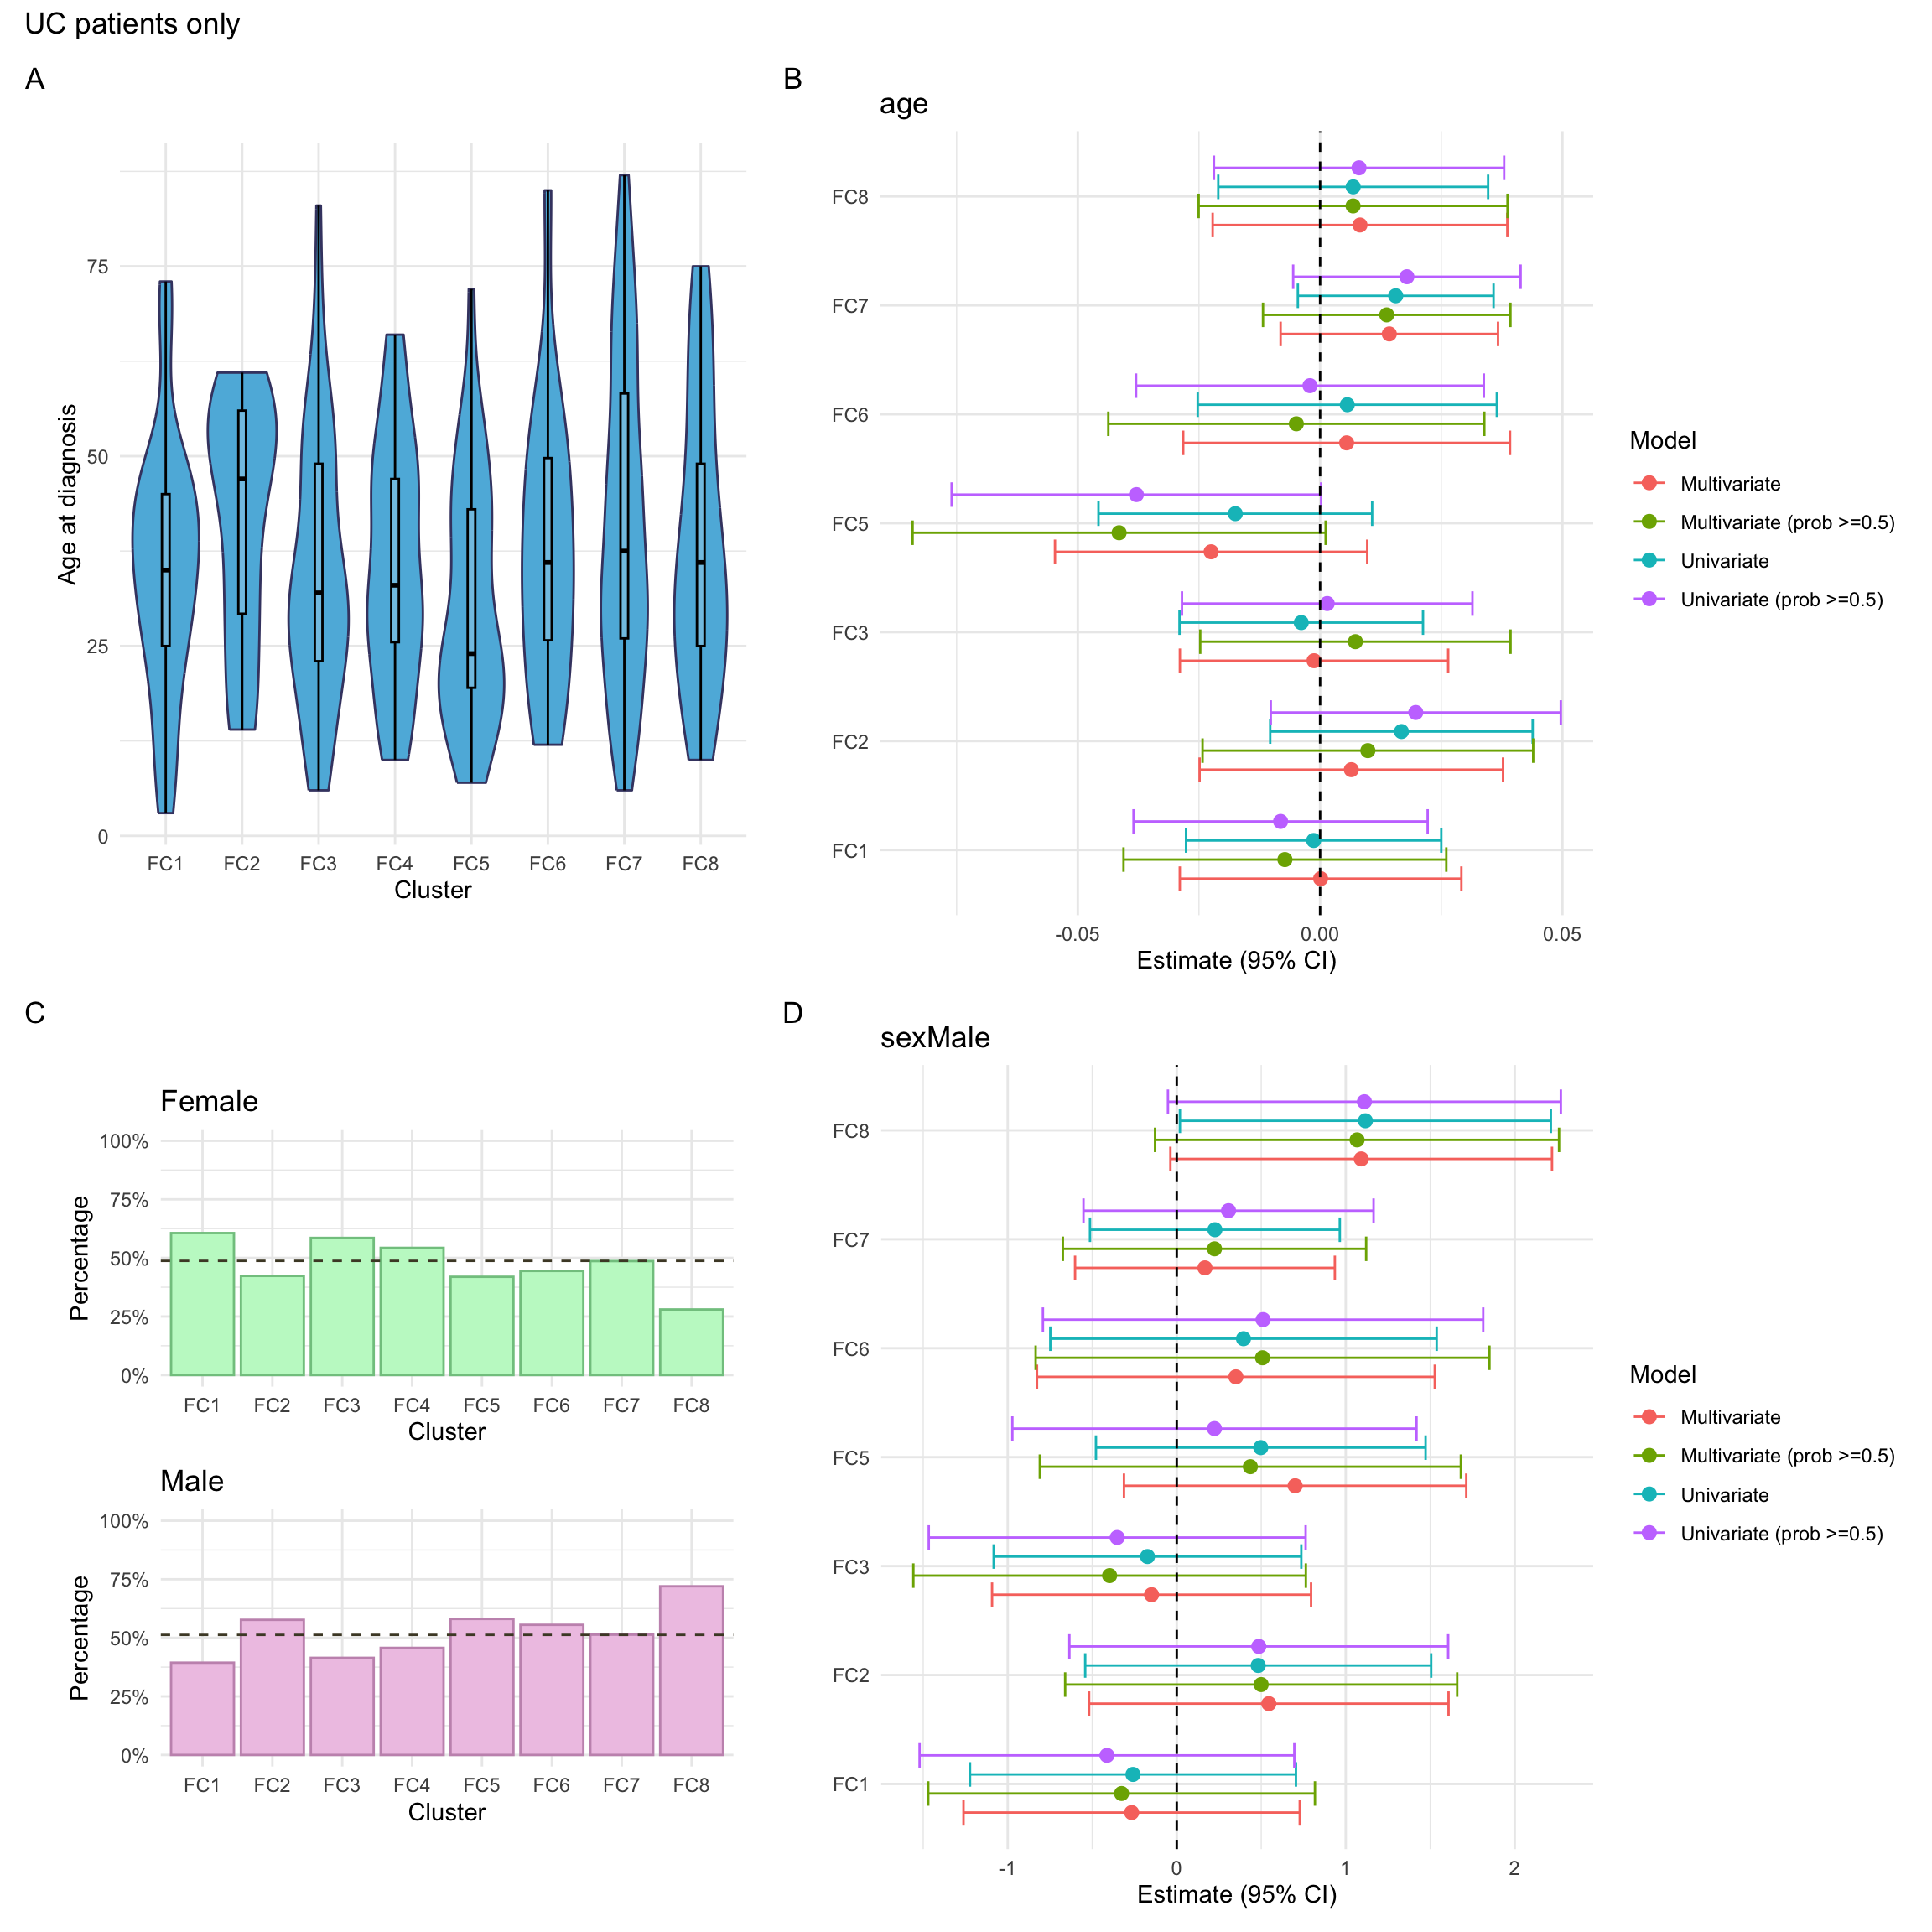 UC patients only
A
Age at diagnosis
75
50
25
0
FC1 FC2 FC3 FC4 FC5 FC6 FC7 FC8
Cluster
B
age
FC8
FC7
FC6
FC5
FC3
FC2
FC1
-0.05 0.00 0.05
Estimate (95% CI)
Model
Multivariate
Multivariate (prob >=0.5)
Univariate
Univariate (prob >=0.5)
C
Female
Percentage
100%
75%
50%
25%
0%
FC1 FC2 FC3 FC4 FC5 FC6 FC7 FC8
Cluster
Male
Percentage
100%
75%
50%
25%
0%
FC1 FC2 FC3 FC4 FC5 FC6 FC7 FC8
Cluster
D
sexMale
FC8
FC7
FC6
FC5
FC3
FC2
FC1
-1 0 1 2
Estimate (95% CI)
Model
Multivariate
Multivariate (prob >=0.5)
Univariate
Univariate (prob >=0.5)